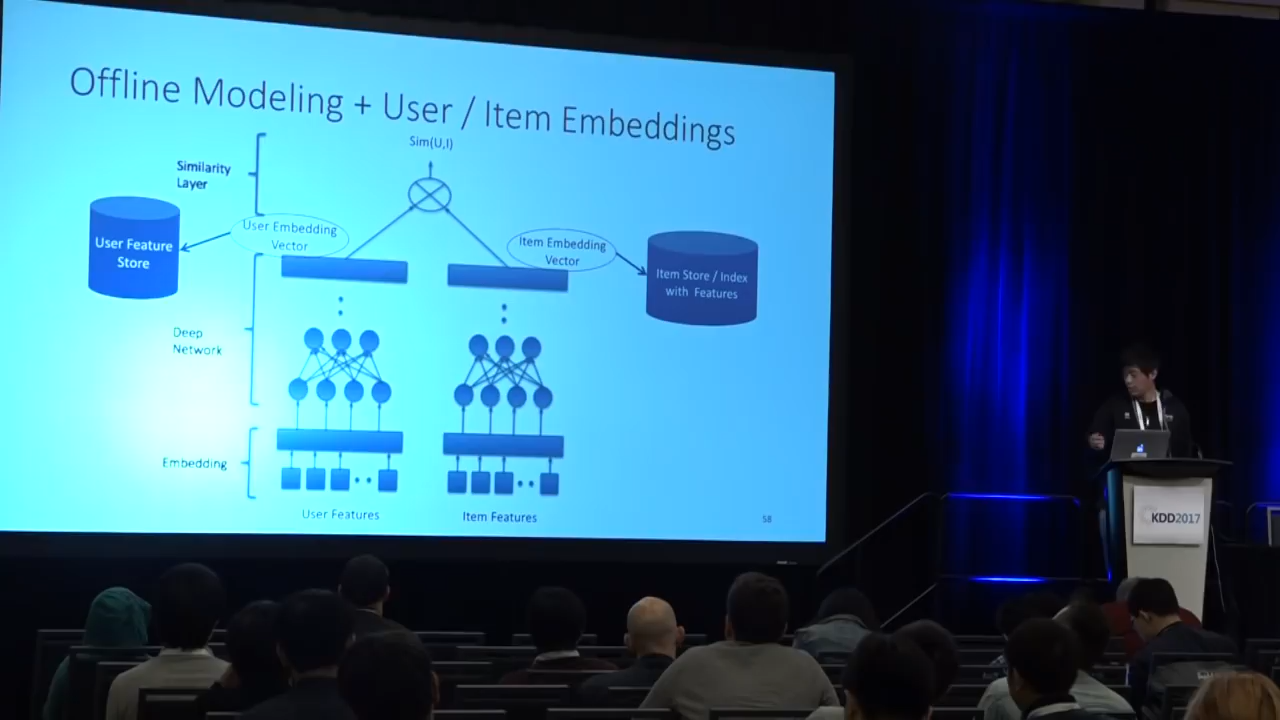 Offline Modeling + User / Item Embeddings
Sim(U,I)
Similarity
Layer
User Embedding
Vector
Item Embedding
Vector
User Feature
Store
Item Store / Index
with Features
Deep
Network
Embedding
User Features
Item Features
58
KDD2017